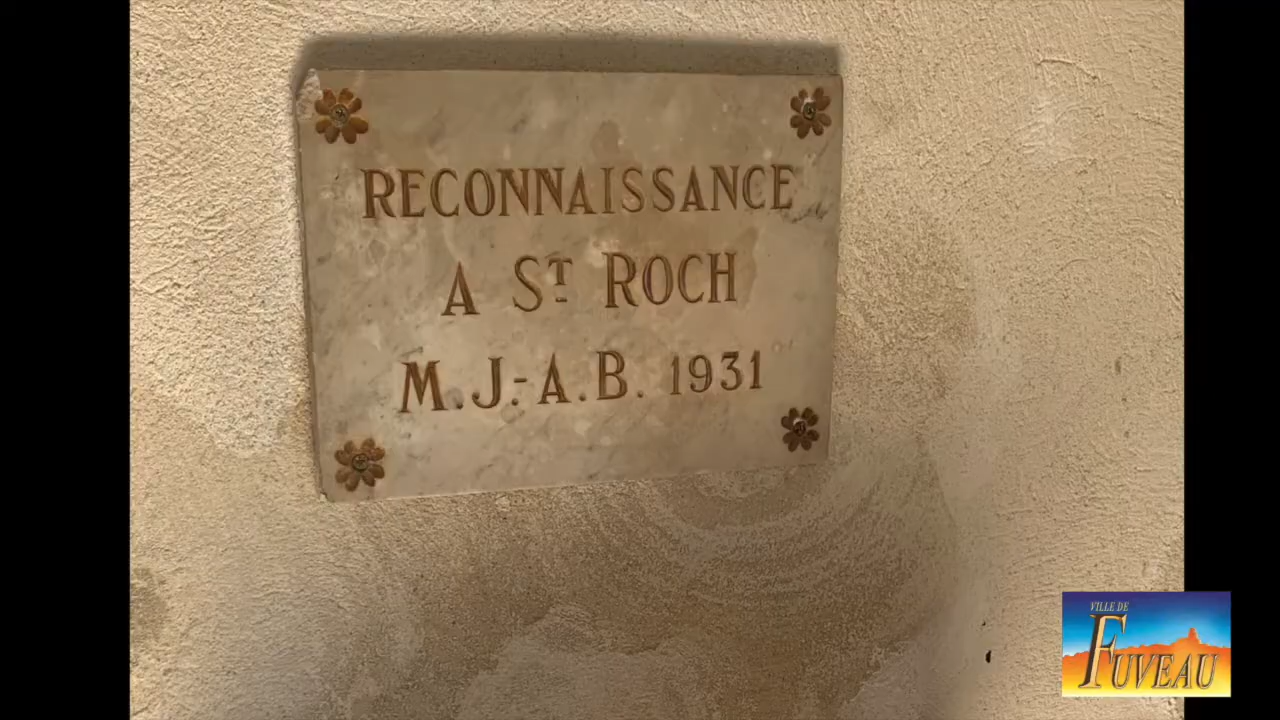 RECONNAISSANCE
A ST ROCH
M.J.-A.B. 1931
VILLE DE
FUVEAU